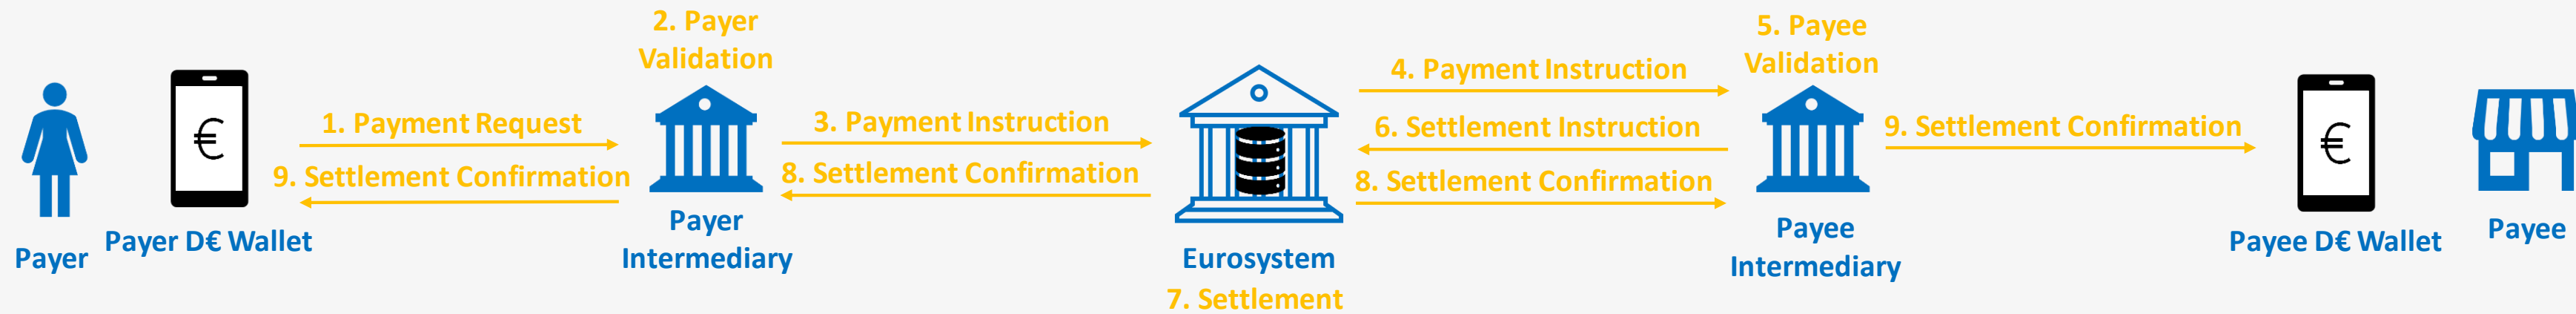 2. Payer
Validation
5. Payee
Validation
1. Payment Request
9. Settlement Confirmation
3. Payment Instruction
8. Settlement Confirmation
4. Payment Instruction
6. Settlement Instruction
8. Settlement Confirmation
9. Settlement Confirmation
€
€
Payer
Payer D€ Wallet
Payer
Intermediary
Eurosystem
7. Settlement
Payee
Intermediary
Payee D€ Wallet
Payee